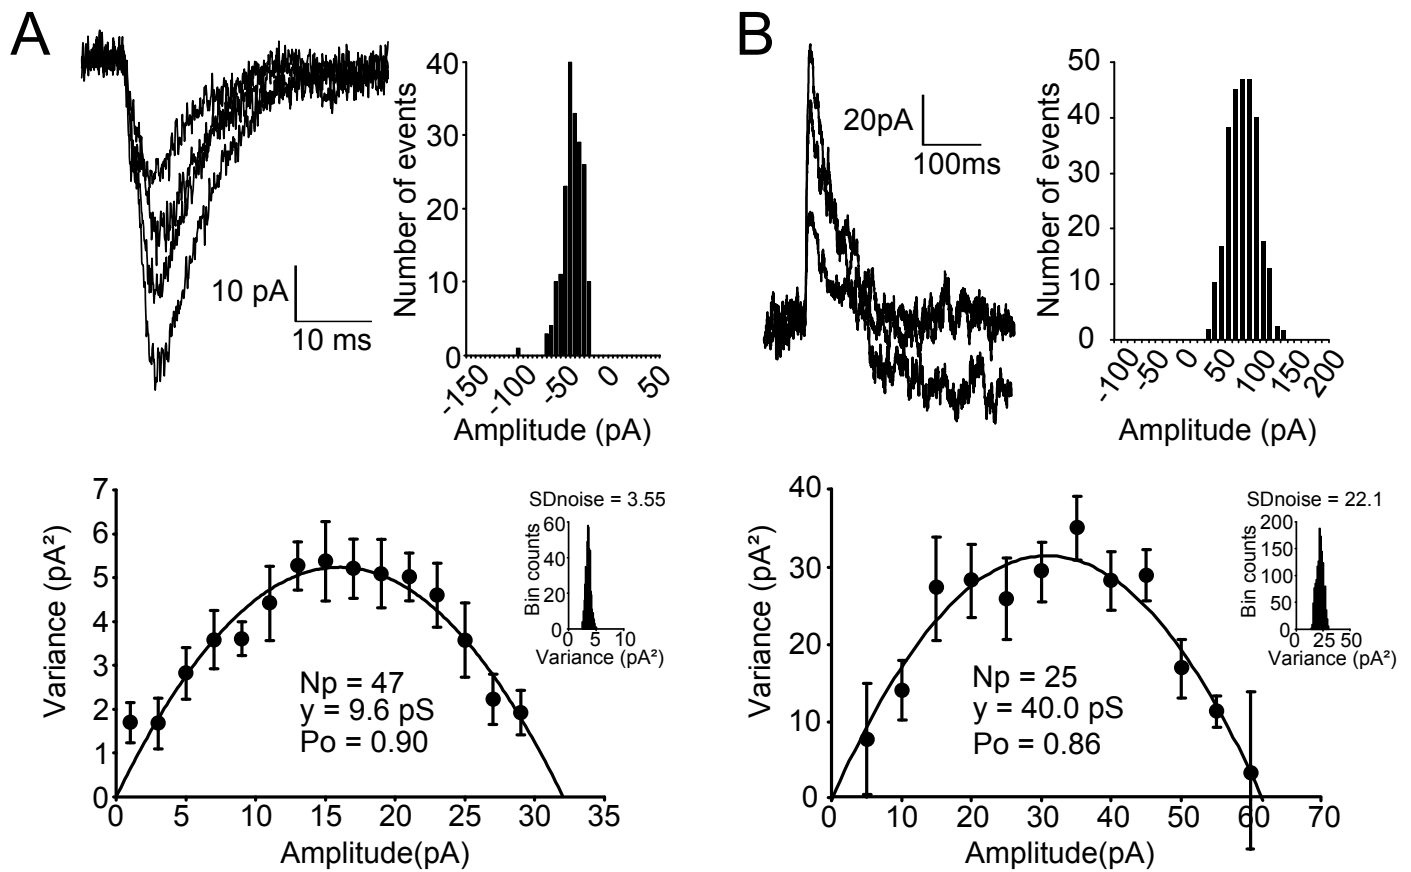 A
10 pA
10 ms
Number of events
40
30
20
10
0
-150
-100
-50
0
50
Amplitude (pA)
B
20pA
100ms
Number of events
50
40
30
20
10
0
-100
-50
0
50
100
150
200
Amplitude (pA)
Variance (pA²)
7
6
5
4
3
2
1
0
0 5 10 15 20 25 30 35
Amplitude(pA)
Np = 47
y = 9.6 pS
Po = 0.90
SDnoise = 3.55
Bin counts
60
40
20
0
0 5 10
Variance (pA²)
Variance (pA²)
40
30
20
10
0
0 10 20 30 40 50 60 70
Amplitude(pA)
Np = 25
y = 40.0 pS
Po = 0.86
SDnoise = 22.1
Bin counts
200
150
100
50
0
0 25 50
Variance (pA²)